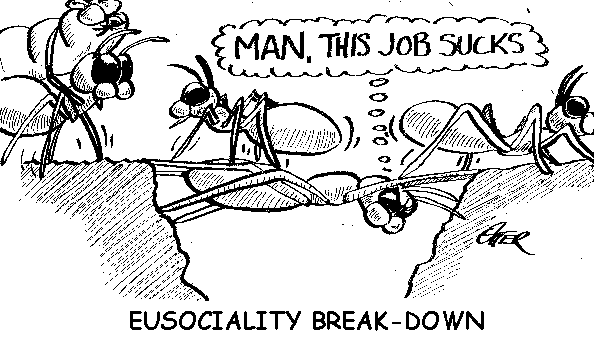 MAN, THIS JOB SUCKS
EUSOCIALITY BREAK-DOWN